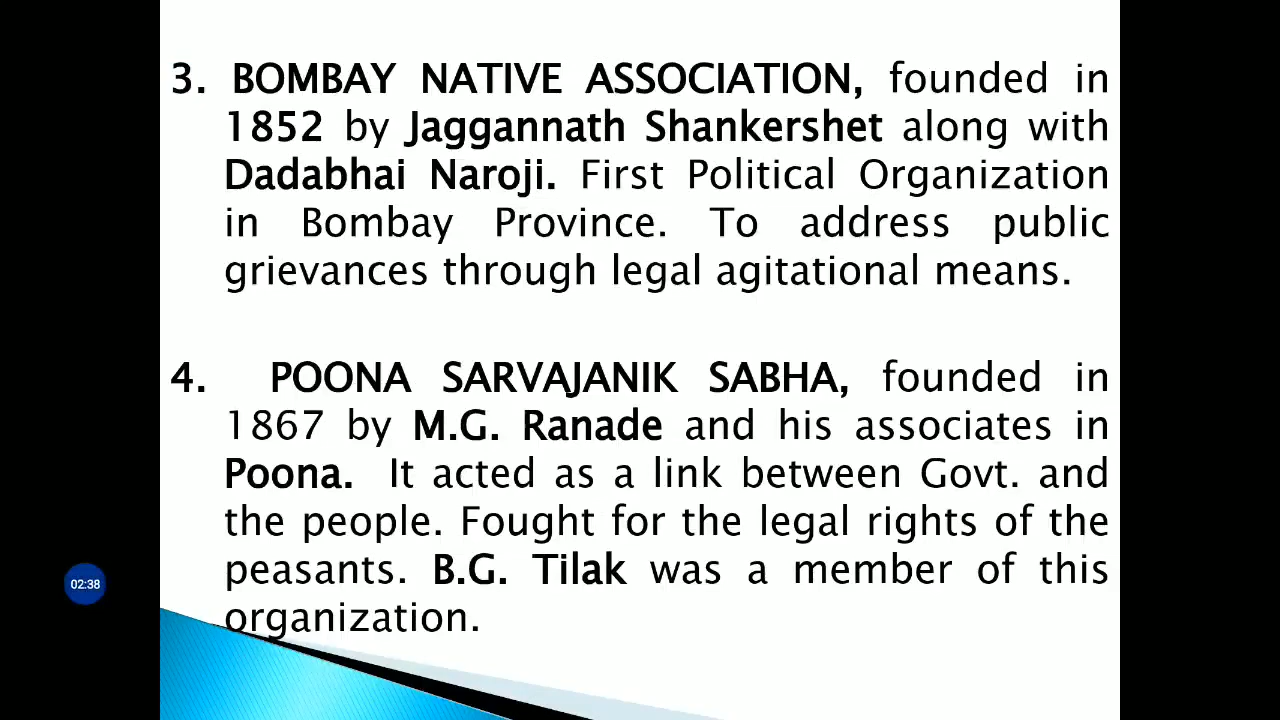 3. BOMBAY NATIVE ASSOCIATION, founded in
1852 by Jaggannath Shankershet along with
Dadabhai Naroji. First Political Organization
in Bombay Province. To address public
grievances through legal agitational means.
4. POONA SARVAJANIK SABHA, founded in
1867 by M.G. Ranade and his associates in
Poona. It acted as a link between Govt. and
the people. Fought for the legal rights of the
peasants. B.G. Tilak was a member of this
organization.
02:38